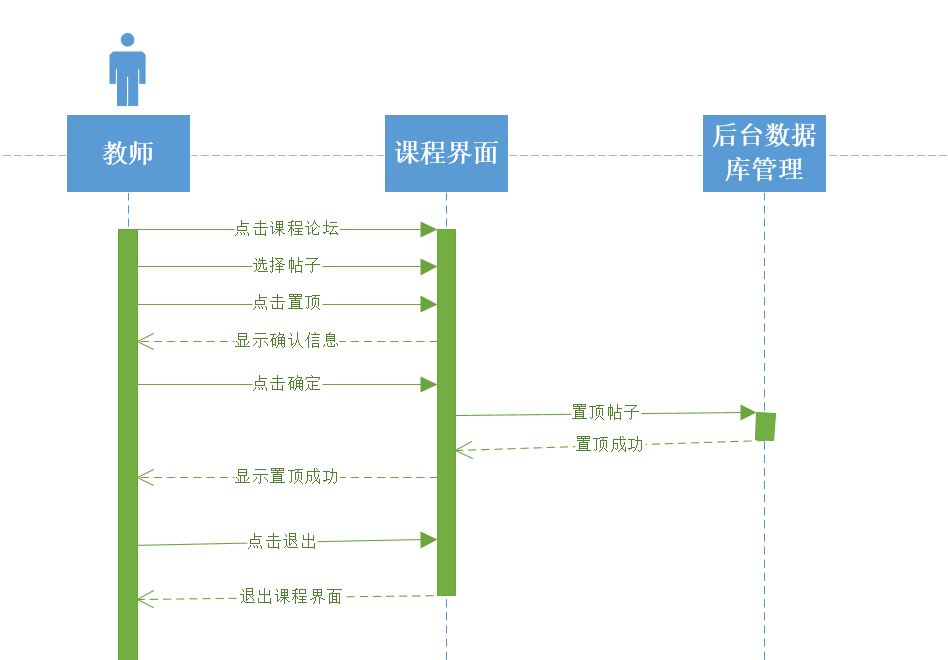 教师
课程界面
后台数据
库管理
点击课程论坛
选择帖子
点击置顶
显示确认信息
点击确定
置顶帖子
置顶成功
显示置顶成功
点击退出
退出课程界面